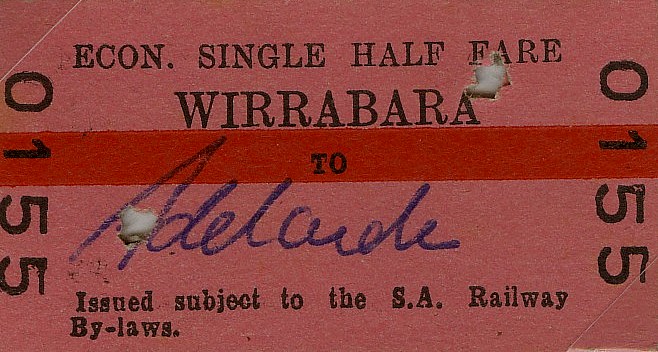 ECON. SINGLE HALF FARE
WIRRABARA
TO
Adelaide
Issued subject to the S.A. Railway
By-laws.
0155
0155